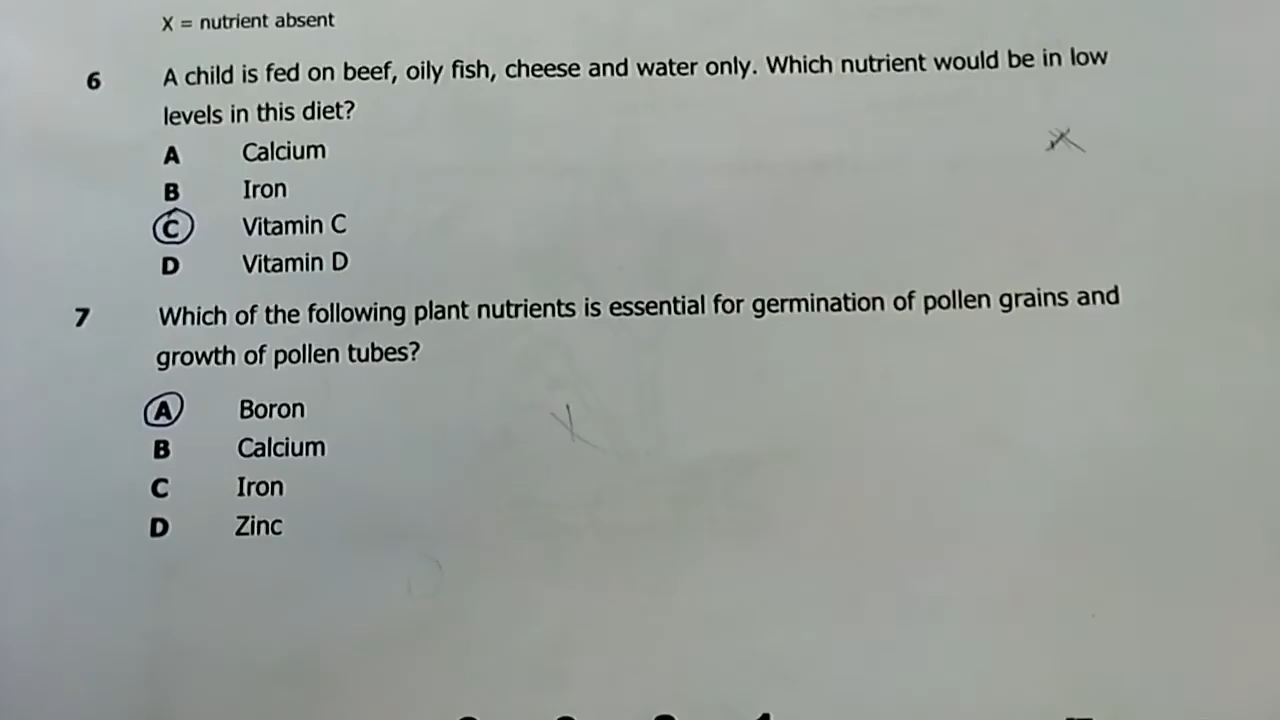 X = nutrient absent
6 A child is fed on beef, oily fish, cheese and water only. Which nutrient would be in low
levels in this diet?
A Calcium
B Iron
C Vitamin C
D Vitamin D
7 Which of the following plant nutrients is essential for germination of pollen grains and
growth of pollen tubes?
A Boron
B Calcium
C Iron
D Zinc